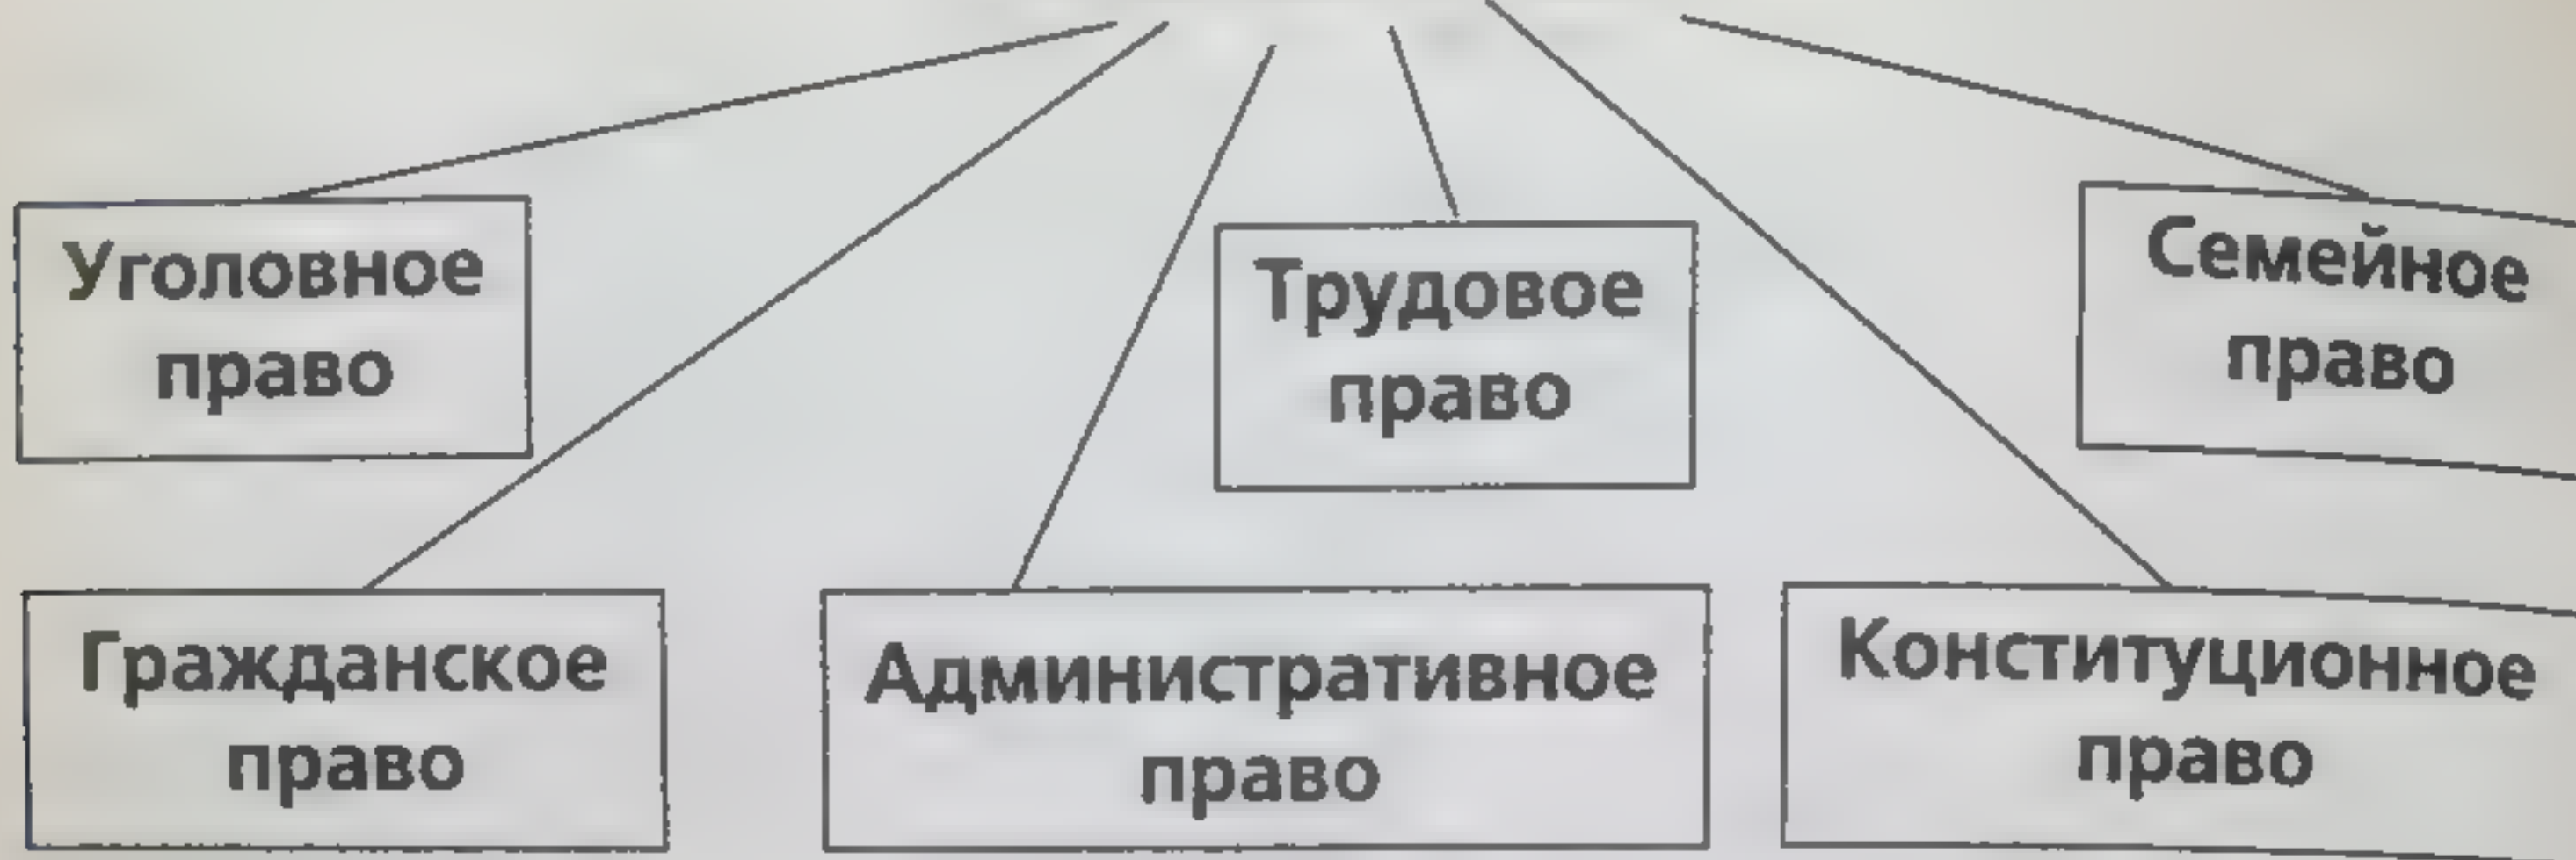 Уголовное
право
Трудовое
право
Семейное
право
Гражданское
право
Административное
право
Конституционное
право